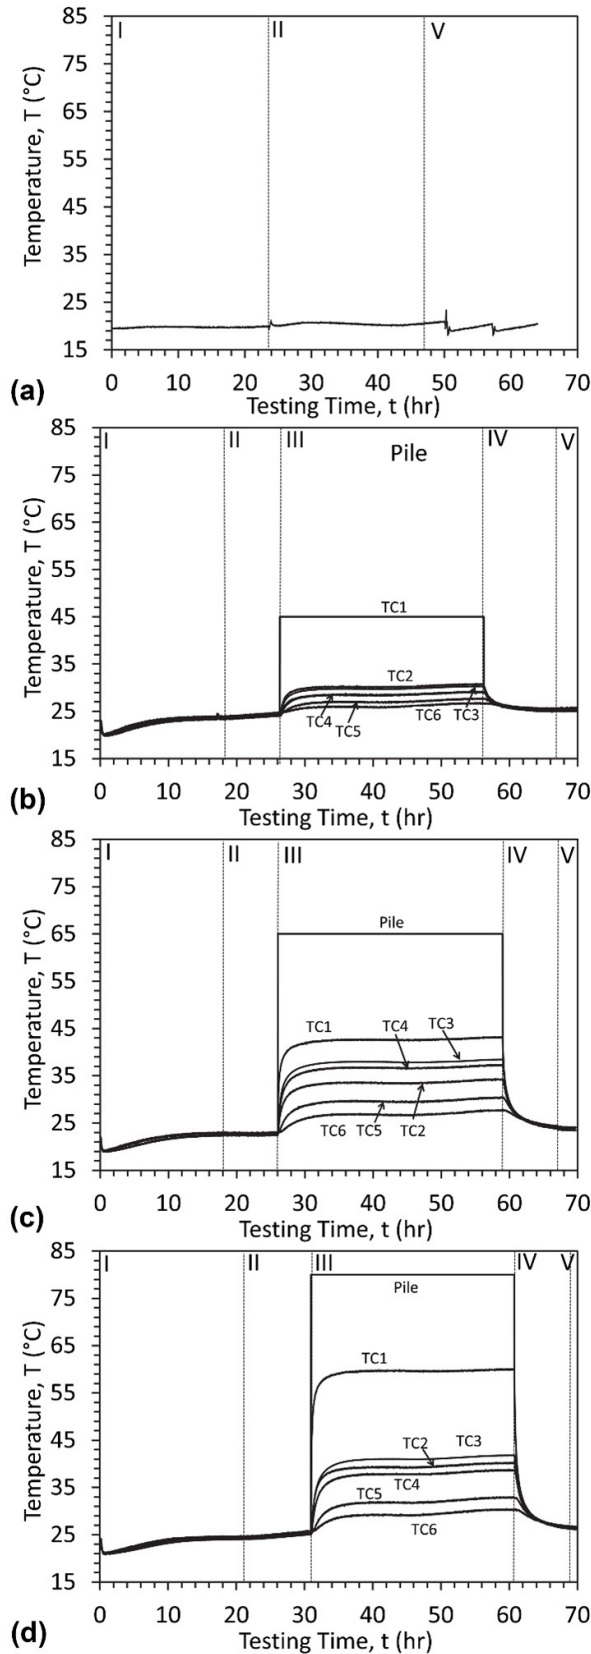 85
I
II
V
75
65
55
45
35
25
15
Temperature, T (°C)
0 10 20 30 40 50 60 70
(a)
Testing Time, t (hr)
85
I
II
III
IV
V
Pile
75
65
55
45
TC1
35
TC2
25
TC4
TC5
TC6
TC3
15
Temperature, T (°C)
0 10 20 30 40 50 60 70
(b)
Testing Time, t (hr)
85
I
II
III
IV
V
75
Pile
65
55
45
TC1
TC4
TC3
35
25
TC6
TC5
TC2
15
Temperature, T (°C)
0 10 20 30 40 50 60 70
(c)
Testing Time, t (hr)
85
I
II
III
IV
V
Pile
75
65
TC1
55
45
TC2
TC3
35
TC4
TC5
25
TC6
15
Temperature, T (°C)
0 10 20 30 40 50 60 70
(d)
Testing Time, t (hr)